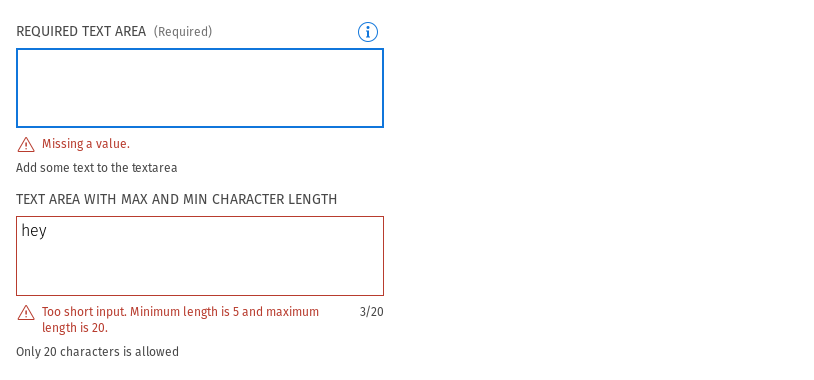 REQUIRED TEXT AREA (Required)
Missing a value.
Add some text to the textarea
TEXT AREA WITH MAX AND MIN CHARACTER LENGTH
hey
Too short input. Minimum length is 5 and maximum 3/20
length is 20.
Only 20 characters is allowed